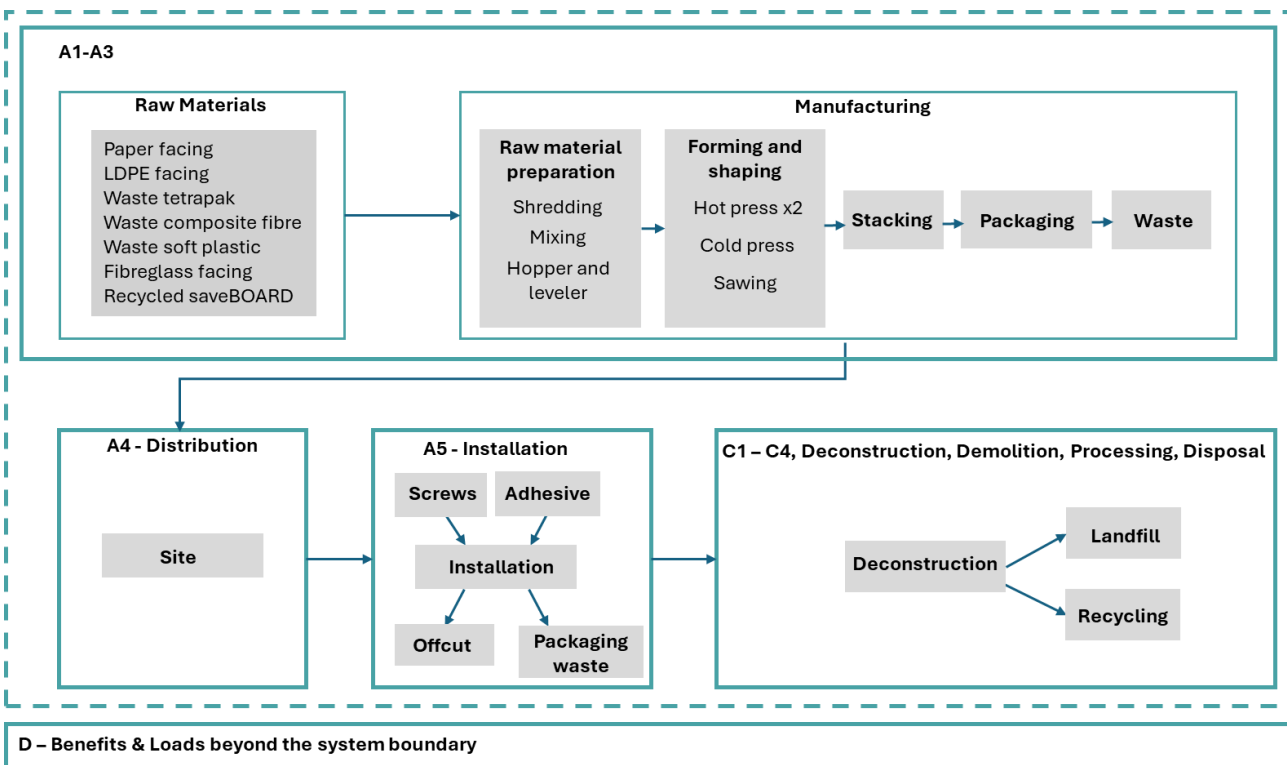 A1-A3
Raw Materials
Paper facing
LDPE facing
Waste tetrapak
Waste composite fibre
Waste soft plastic
Fibreglass facing
Recycled saveBOARD
Manufacturing
Raw material
preparation
Shredding
Mixing
Hopper and
leveler
Forming and
shaping
Hot press x2
Cold press
Sawing
Stacking
Packaging
Waste
A4 - Distribution
Site
A5 - Installation
Screws
Adhesive
Installation
Offcut
Packaging
waste
C1 – C4, Deconstruction, Demolition, Processing, Disposal
Deconstruction
Landfill
Recycling
D – Benefits & Loads beyond the system boundary